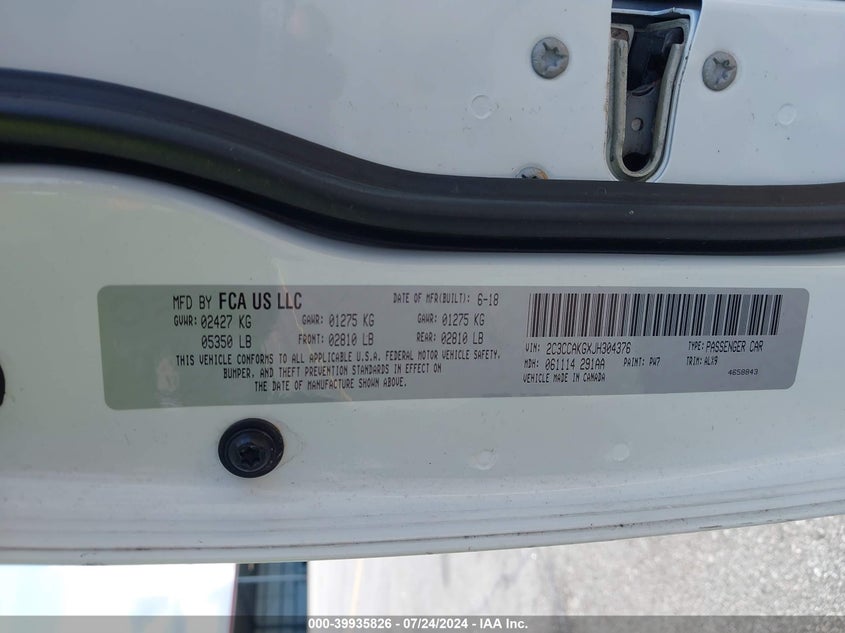 MFD BY FCA US LLC
DATE OF MFR(BUILT): 6-18
GVWR: 02427 KG GAWR: 01275 KG GAWR: 01275 KG
05350 LB FRONT: 02810 LB REAR: 02810 LB
THIS VEHICLE CONFORMS TO ALL APPLICABLE U.S.A. FEDERAL MOTOR VEHICLE SAFETY,
BUMPER, AND THEFT PREVENTION STANDARDS IN EFFECT ON
THE DATE OF MANUFACTURE SHOWN ABOVE.
VIN: 2C3CCAKGXJH304376 TYPE: PASSENGER CAR
MDH: 061114 291AA PAINT: PW7 TRIM: ALX9
VEHICLE MADE IN CANADA 4658843
000-39935826 / 07/24/2024 / IAA Inc.